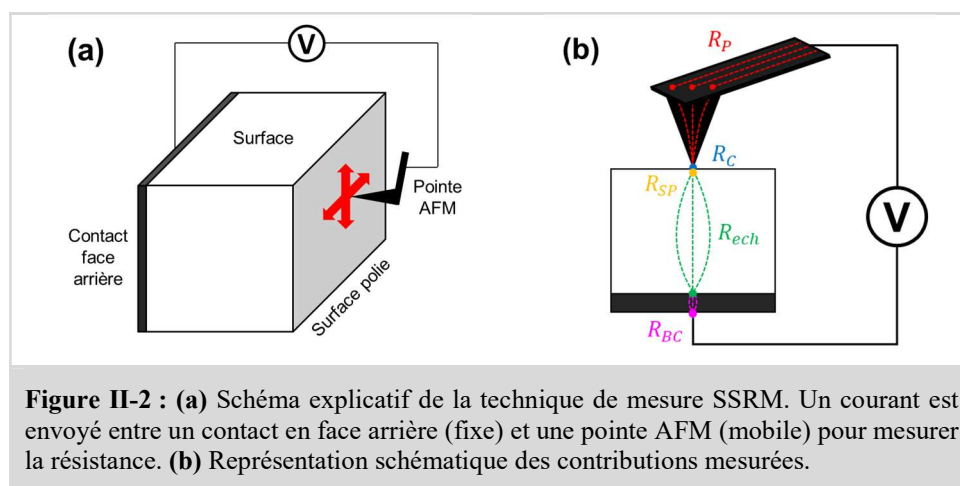 (a)
V
Surface
Pointe
AFM
Contact
face
arrière
Surface polie
(b)
R_P
R_C
R_SP
R_ech
R_BC
V
Figure II-2 : (a) Schéma explicatif de la technique de mesure SSRM. Un courant est
envoyé entre un contact en face arrière (fixe) et une pointe AFM (mobile) pour mesurer
la résistance. (b) Représentation schématique des contributions mesurées.